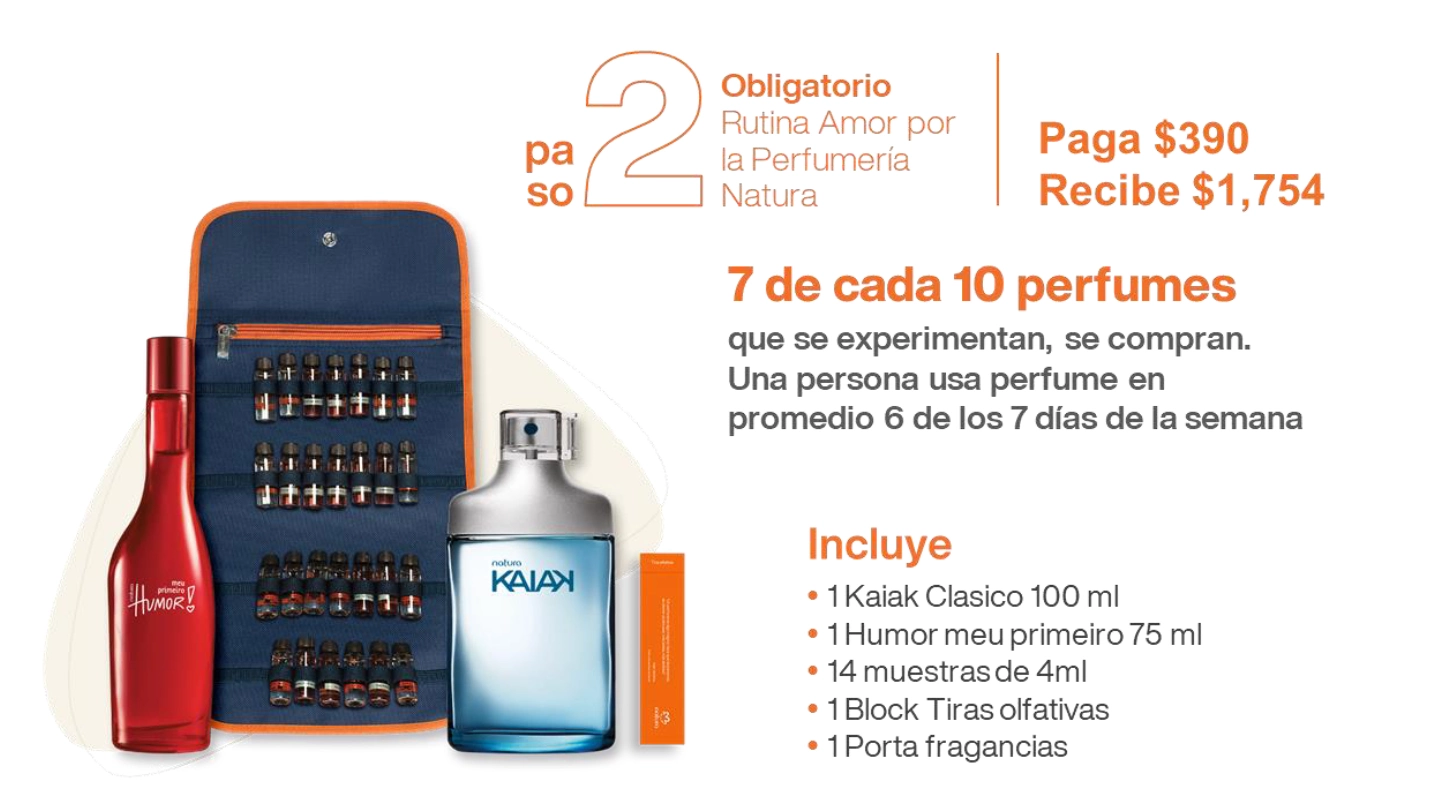 paso
2
Obligatorio
Rutina Amor por
la Perfumería
Natura
Paga $390
Recibe $1,754
7 de cada 10 perfumes
que se experimentan, se compran.
Una persona usa perfume en
promedio 6 de los 7 días de la semana
meu
primeiro
HUMOR!
natura
KAIAK
natura
Incluye
• 1 Kaiak Clasico 100 ml
• 1 Humor meu primeiro 75 ml
• 14 muestras de 4ml
• 1 Block Tiras olfativas
• 1 Porta fragancias